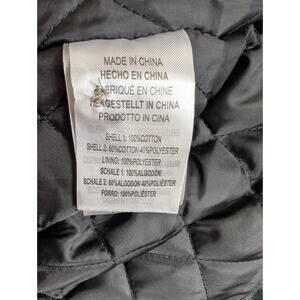 MADE IN CHINA
HECHO EN CHINA
FABRIQUÉ EN CHINE
HERGESTELLT IN CHINA
PRODOTTO IN CINA
SHELL 1: 100%COTTON
SHELL 2: 60%COTTON 40%POLYESTER
LINING: 100%POLYESTER
SCHALE 1: 100%ALGODÓN
SCHALE 2: 60%ALGODÓN 40%POLIÉSTER
FORRO: 100%POLIÉSTER